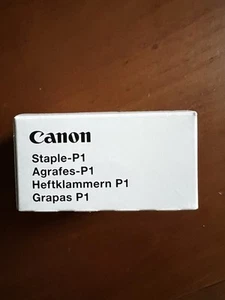 Canon
Staple-P1
Agrafes-P1
Heftklammern P1
Grapas P1